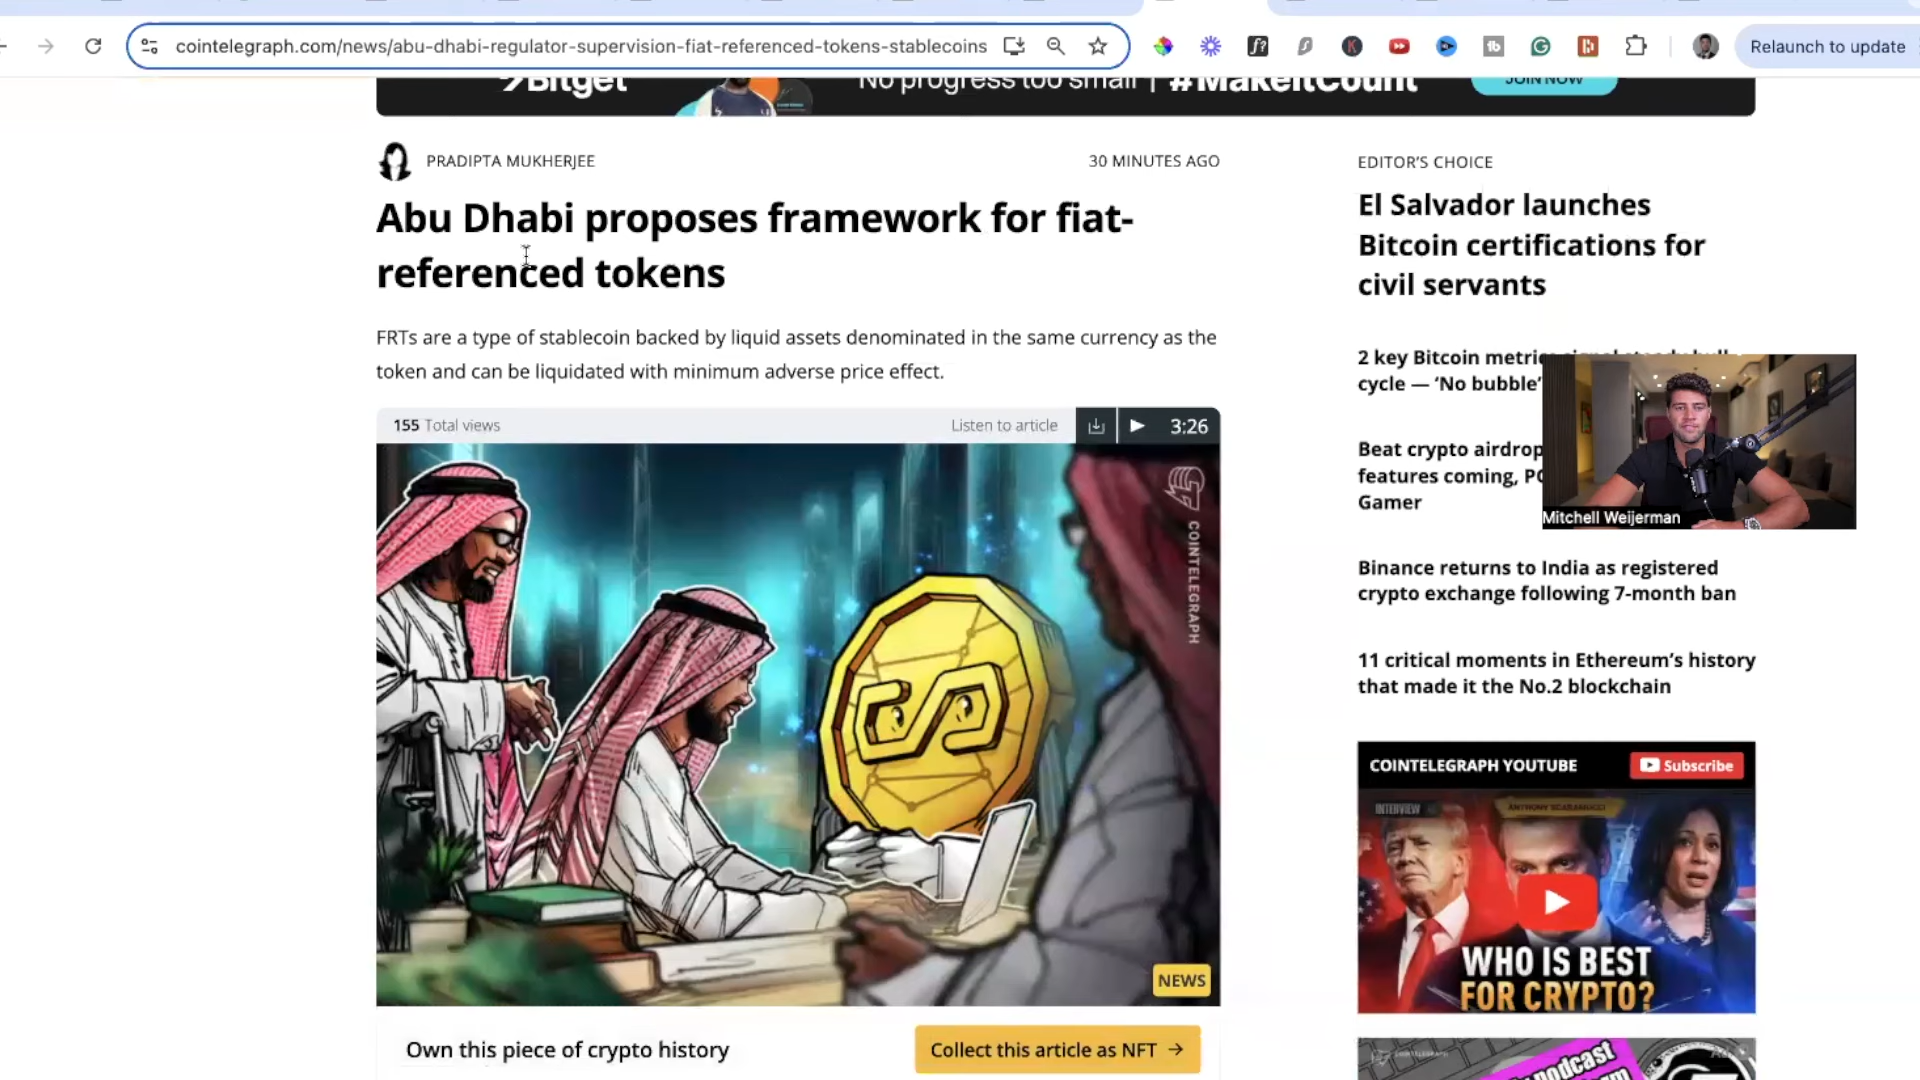 cointelegraph.com/news/abu-dhabi-regulator-supervision-fiat-referenced-tokens-stablecoins
Relaunch to update
Bitget
No progress too small | #MakeItCount
JOIN NOW
PRADIPTA MUKHERJEE
30 MINUTES AGO
Abu Dhabi proposes framework for fiat-
referenced tokens
FRTs are a type of stablecoin backed by liquid assets denominated in the same currency as the
token and can be liquidated with minimum adverse price effect.
155 Total views
Listen to article
3:26
COINTELEGRAPH
NEWS
Own this piece of crypto history
Collect this article as NFT →
EDITOR'S CHOICE
El Salvador launches
Bitcoin certifications for
civil servants
2 key Bitcoin
cycle — ‘No bubble’
Beat crypto airdrop
features coming,
Gamer
Mitchell Weijerman
Binance returns to India as registered
crypto exchange following 7-month ban
11 critical moments in Ethereum’s history
that made it the No.2 blockchain
COINTELEGRAPH YOUTUBE
Subscribe
INTERVIEW
ANTHONY SCARAMUCCI
WHO IS BEST
FOR CRYPTO?
podcast